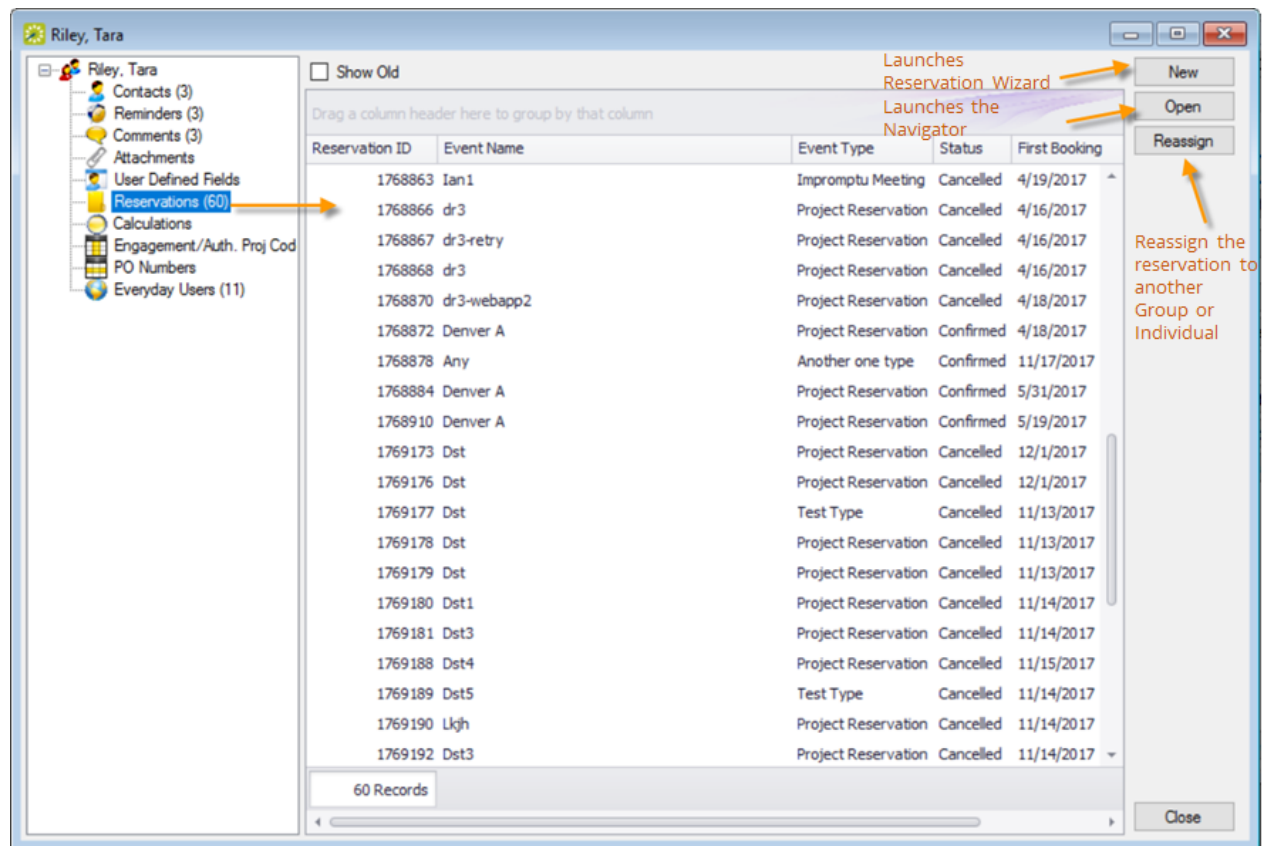 Riley, Tara
Riley, Tara
Contacts (3)
Reminders (3)
Comments (3)
Attachments
User Defined Fields
Reservations (60)
Calculations
Engagement/Auth. Proj Cod
PO Numbers
Everyday Users (11)
Show Old
Drag a column header here to group by that column
Reservation ID Event Name Event Type Status First Booking
1768863 Ian1 Impromptu Meeting Cancelled 4/19/2017
1768866 dr3 Project Reservation Cancelled 4/16/2017
1768867 dr3-retry Project Reservation Cancelled 4/16/2017
1768868 dr3 Project Reservation Cancelled 4/16/2017
1768870 dr3-webapp2 Project Reservation Cancelled 4/18/2017
1768872 Denver A Project Reservation Confirmed 4/18/2017
1768878 Any Another one type Confirmed 11/17/2017
1768884 Denver A Project Reservation Confirmed 5/31/2017
1768910 Denver A Project Reservation Confirmed 5/19/2017
1769173 Dst Project Reservation Cancelled 12/1/2017
1769176 Dst Project Reservation Cancelled 12/1/2017
1769177 Dst Test Type Cancelled 11/13/2017
1769178 Dst Project Reservation Cancelled 11/13/2017
1769179 Dst Project Reservation Cancelled 11/13/2017
1769180 Dst1 Project Reservation Cancelled 11/14/2017
1769181 Dst3 Project Reservation Cancelled 11/14/2017
1769188 Dst4 Project Reservation Cancelled 11/15/2017
1769189 Dst5 Test Type Cancelled 11/14/2017
1769190 Lkjh Project Reservation Cancelled 11/14/2017
1769192 Dst3 Project Reservation Cancelled 11/14/2017
60 Records
Launches
Reservation Wizard
Launches the
Navigator
New
Open
Reassign
Reassign the
reservation to
another
Group or
Individual
Close